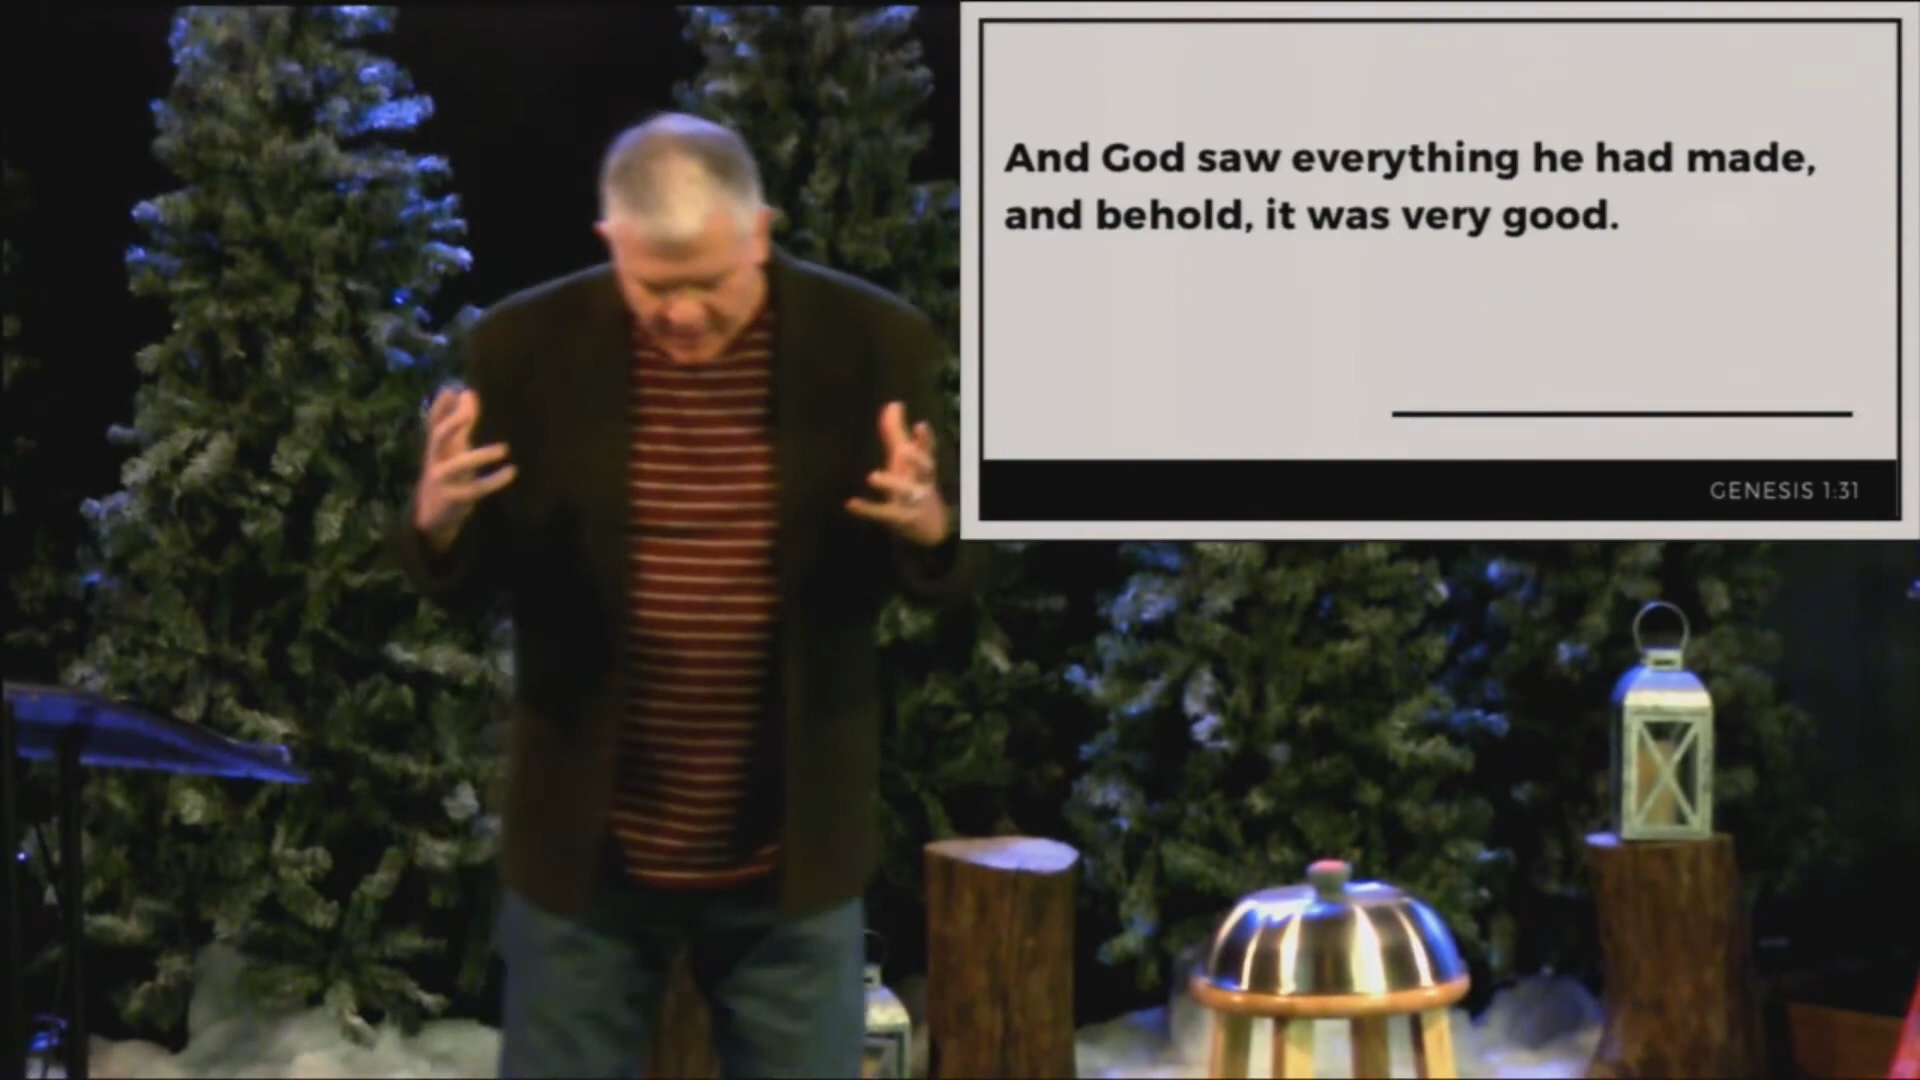 And God saw everything he had made,
and behold, it was very good.
GENESIS 1:31